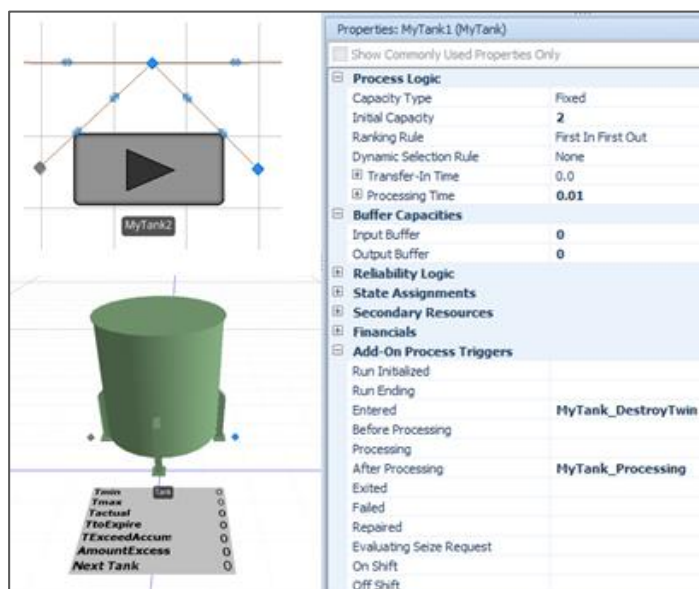 MyTank2
Tmin 0
Tank
Tmax 0
Tactual 0
TtoExpire 0
TExceedAccum 0
AmountExcess 0
Next Tank 0
Properties: MyTank1 (MyTank)
Show Commonly Used Properties Only
Process Logic
Capacity Type Fixed
Initial Capacity 2
Ranking Rule First In First Out
Dynamic Selection Rule None
Transfer-In Time 0.0
Processing Time 0.01
Buffer Capacities
Input Buffer 0
Output Buffer 0
Reliability Logic
State Assignments
Secondary Resources
Financials
Add-On Process Triggers
Run Initialized
Run Ending
Entered MyTank_DestroyTwin
Before Processing
Processing
After Processing MyTank_Processing
Exited
Failed
Repaired
Evaluating Seize Request
On Shift
Off Shift